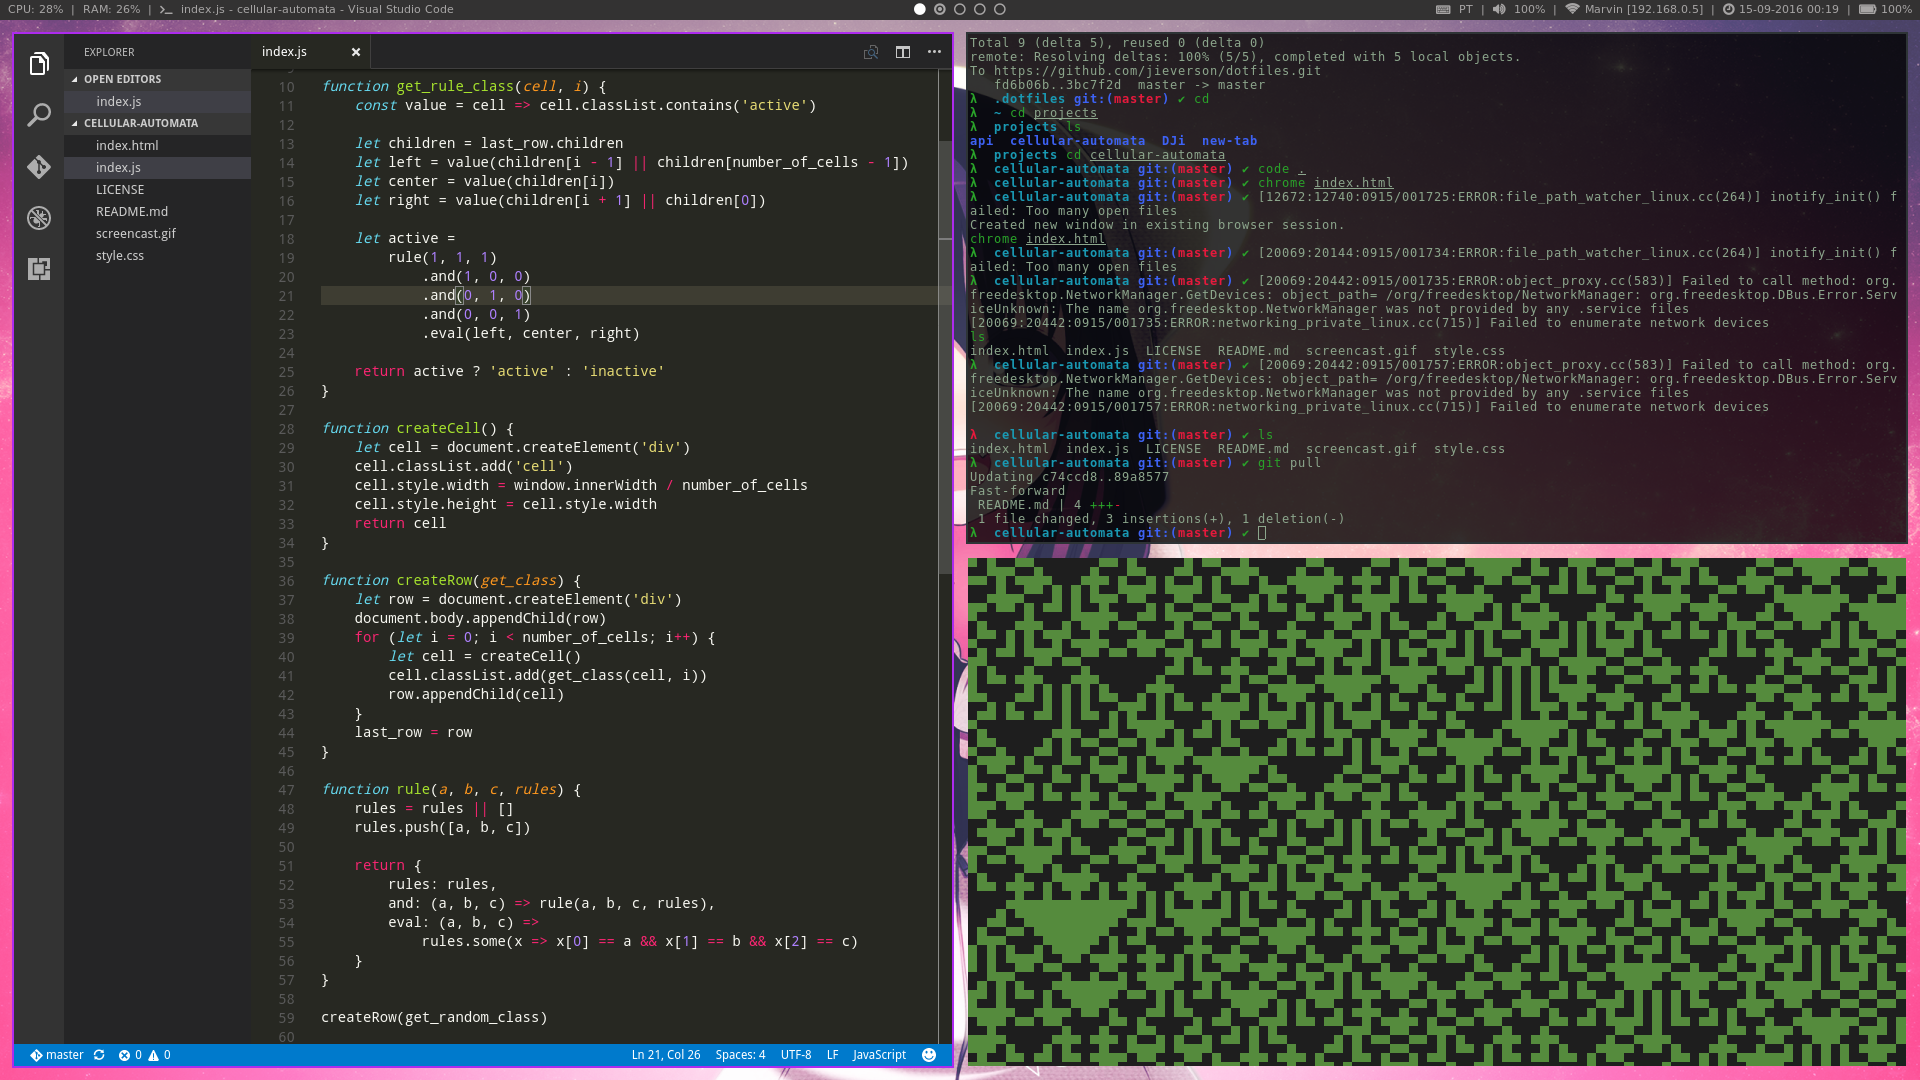 CPU: 28% | RAM: 26% | index.js - cellular-automata - Visual Studio Code
PT | 100% | Marvin [192.168.0.5] | 15-09-2016 00:19 | 100%
EXPLORER
OPEN EDITORS
index.js
CELLULAR-AUTOMATA
index.html
index.js
LICENSE
README.md
screencast.gif
style.css
index.js
10 function get_rule_class(cell, i) {
11 const value = cell => cell.classList.contains('active')
12
13 let children = last_row.children
14 let left = value(children[i - 1] || children[number_of_cells - 1])
15 let center = value(children[i])
16 let right = value(children[i + 1] || children[0])
17
18 let active =
19 rule(1, 1, 1)
20 .and(1, 0, 0)
21 .and(0, 1, 0)
22 .and(0, 0, 1)
23 .eval(left, center, right)
24
25 return active ? 'active' : 'inactive'
26 }
27
28 function createCell() {
29 let cell = document.createElement('div')
30 cell.classList.add('cell')
31 cell.style.width = window.innerWidth / number_of_cells
32 cell.style.height = cell.style.width
33 return cell
34 }
35
36 function createRow(get_class) {
37 let row = document.createElement('div')
38 document.body.appendChild(row)
39 for (let i = 0; i < number_of_cells; i++) {
40 let cell = createCell()
41 cell.classList.add(get_class(cell, i))
42 row.appendChild(cell)
43 }
44 last_row = row
45 }
46
47 function rule(a, b, c, rules) {
48 rules = rules || []
49 rules.push([a, b, c])
50
51 return {
52 rules: rules,
53 and: (a, b, c) => rule(a, b, c, rules),
54 eval: (a, b, c) =>
55 rules.some(x => x[0] == a && x[1] == b && x[2] == c)
56 }
57 }
58
59 createRow(get_random_class)
60
master 0 0 Ln 21, Col 26 Spaces: 4 UTF-8 LF JavaScript
Total 9 (delta 5), reused 0 (delta 0)
remote: Resolving deltas: 100% (5/5), completed with 5 local objects.
To https://github.com/jieverson/dotfiles.git
fd6b06b..3bc7f2d master -> master
λ .dotfiles git:(master) ✔ cd
λ ~ cd projects
λ projects ls
api cellular-automata DJi new-tab
λ projects cd cellular-automata
λ cellular-automata git:(master) ✔ code .
λ cellular-automata git:(master) ✔ chrome index.html
λ cellular-automata git:(master) ✔ [12672:12740:0915/001725:ERROR:file_path_watcher_linux.cc(264)] inotify_init() f
ailed: Too many open files
Created new window in existing browser session.
chrome index.html
λ cellular-automata git:(master) ✔ [20069:20144:0915/001734:ERROR:file_path_watcher_linux.cc(264)] inotify_init() f
ailed: Too many open files
λ cellular-automata git:(master) ✔ [20069:20442:0915/001735:ERROR:object_proxy.cc(583)] Failed to call method: org.
freedesktop.NetworkManager.GetDevices: object_path= /org/freedesktop/NetworkManager: org.freedesktop.DBus.Error.Serv
iceUnknown: The name org.freedesktop.NetworkManager was not provided by any .service files
[20069:20442:0915/001735:ERROR:networking_private_linux.cc(715)] Failed to enumerate network devices
ls
index.html index.js LICENSE README.md screencast.gif style.css
λ cellular-automata git:(master) ✔ [20069:20442:0915/001757:ERROR:object_proxy.cc(583)] Failed to call method: org.
freedesktop.NetworkManager.GetDevices: object_path= /org/freedesktop/NetworkManager: org.freedesktop.DBus.Error.Serv
iceUnknown: The name org.freedesktop.NetworkManager was not provided by any .service files
[20069:20442:0915/001757:ERROR:networking_private_linux.cc(715)] Failed to enumerate network devices
λ cellular-automata git:(master) ✔ ls
index.html index.js LICENSE README.md screencast.gif style.css
λ cellular-automata git:(master) ✔ git pull
Updating c74ccd8..89a8577
Fast-forward
README.md | 4 +++-
1 file changed, 3 insertions(+), 1 deletion(-)
λ cellular-automata git:(master) ✔